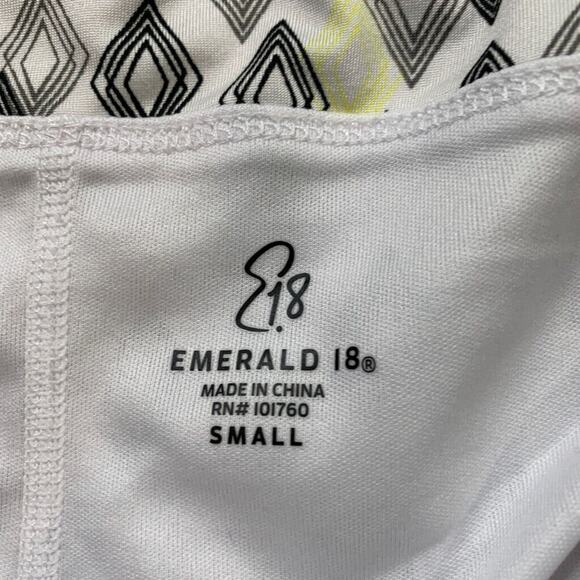 E18
EMERALD 18®
MADE IN CHINA
RN# 101760
SMALL